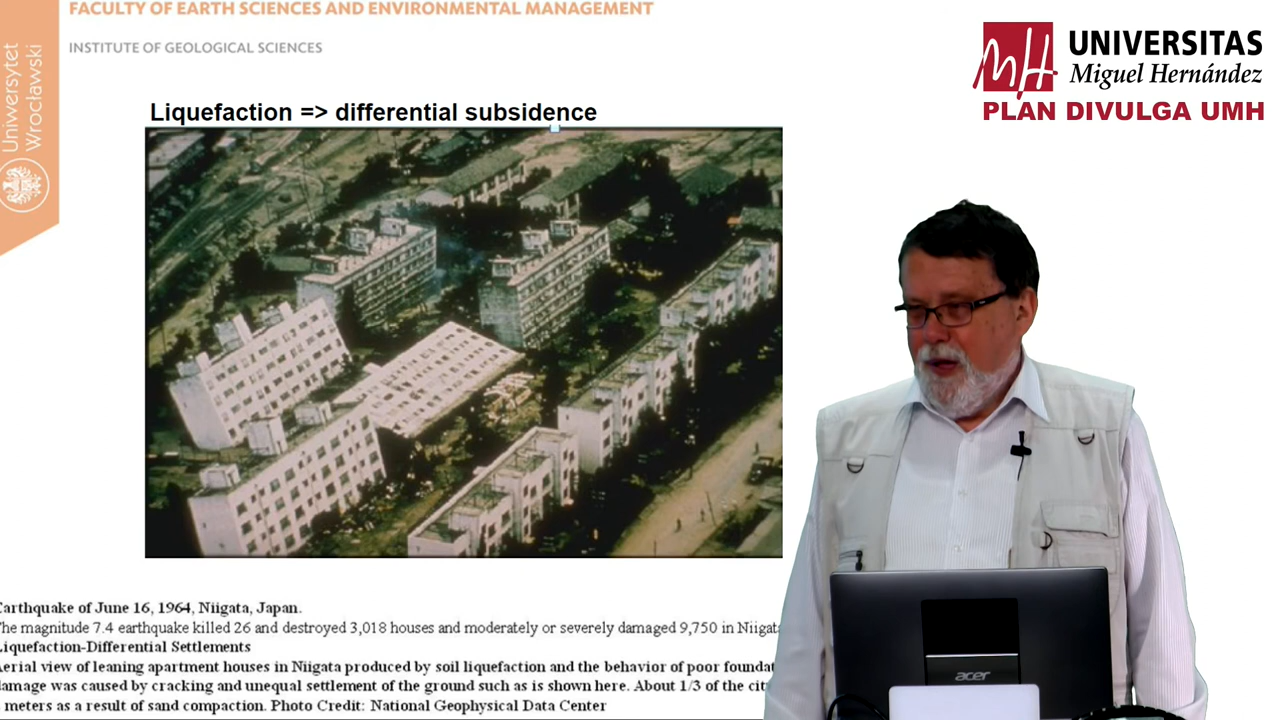 FACULTY OF EARTH SCIENCES AND ENVIRONMENTAL MANAGEMENT
INSTITUTE OF GEOLOGICAL SCIENCES
Uniwersytet
Wrocławski
UNIVERSITAS
Miguel Hernández
PLAN DIVULGA UMH
Liquefaction => differential subsidence
Earthquake of June 16, 1964, Niigata, Japan.
The magnitude 7.4 earthquake killed 26 and destroyed 3,018 houses and moderately or severely damaged 9,750 in Niigata
Liquefaction-Differential Settlements
Aerial view of leaning apartment houses in Niigata produced by soil liquefaction and the behavior of poor foundat
damage was caused by cracking and unequal settlement of the ground such as is shown here. About 1/3 of the city
meters as a result of sand compaction. Photo Credit: National Geophysical Data Center
acer